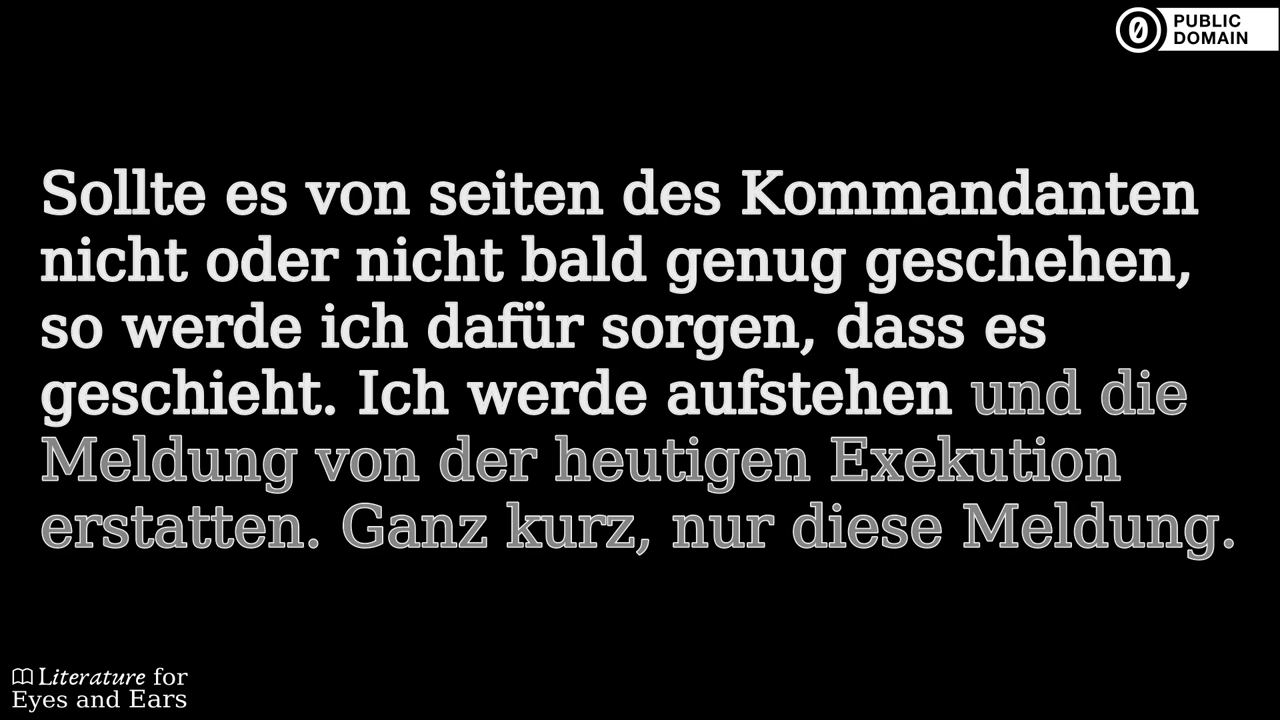 PUBLIC
DOMAIN
Sollte es von seiten des Kommandanten
nicht oder nicht bald genug geschehen,
so werde ich dafür sorgen, dass es
geschieht. Ich werde aufstehen und die
Meldung von der heutigen Exekution
erstatten. Ganz kurz, nur diese Meldung.
Literature for
Eyes and Ears